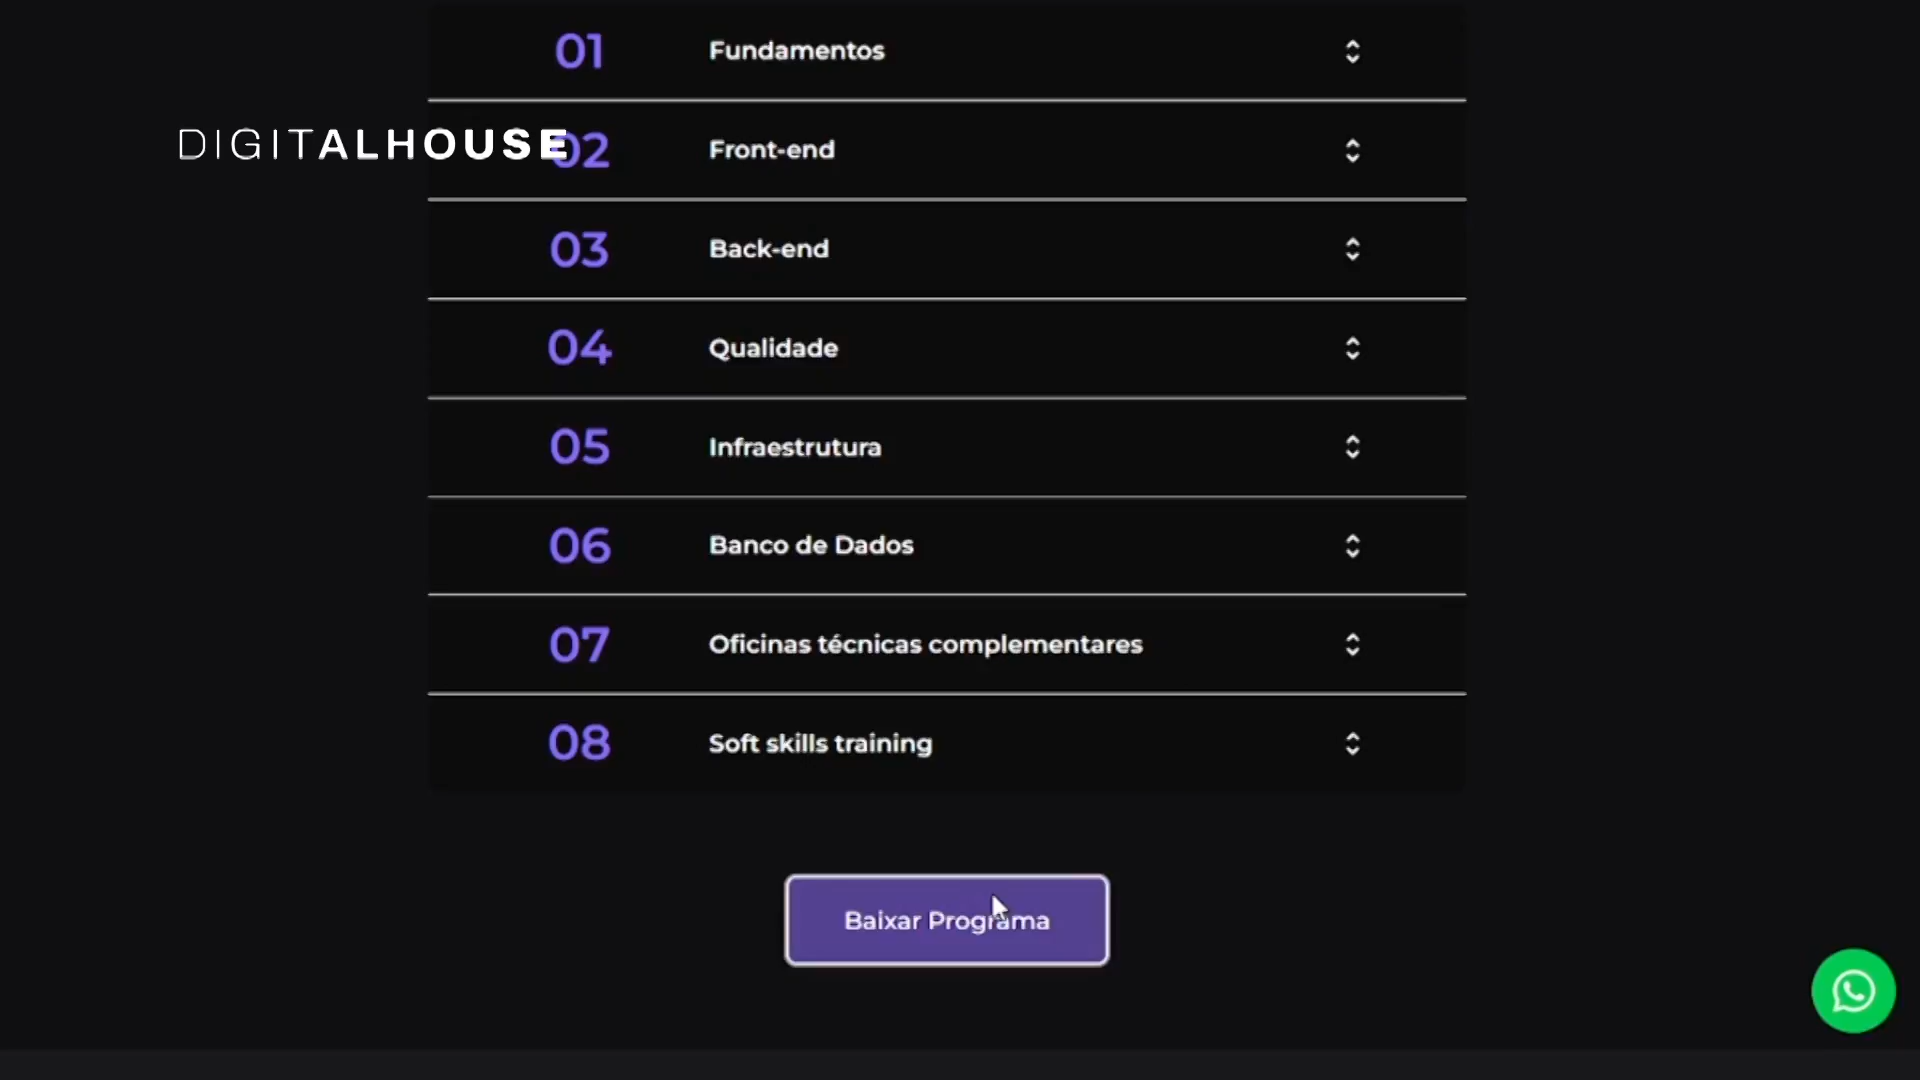 01 Fundamentos
DIGITALHOUSE
02 Front-end
03 Back-end
04 Qualidade
05 Infraestrutura
06 Banco de Dados
07 Oficinas técnicas complementares
08 Soft skills training
Baixar Programa